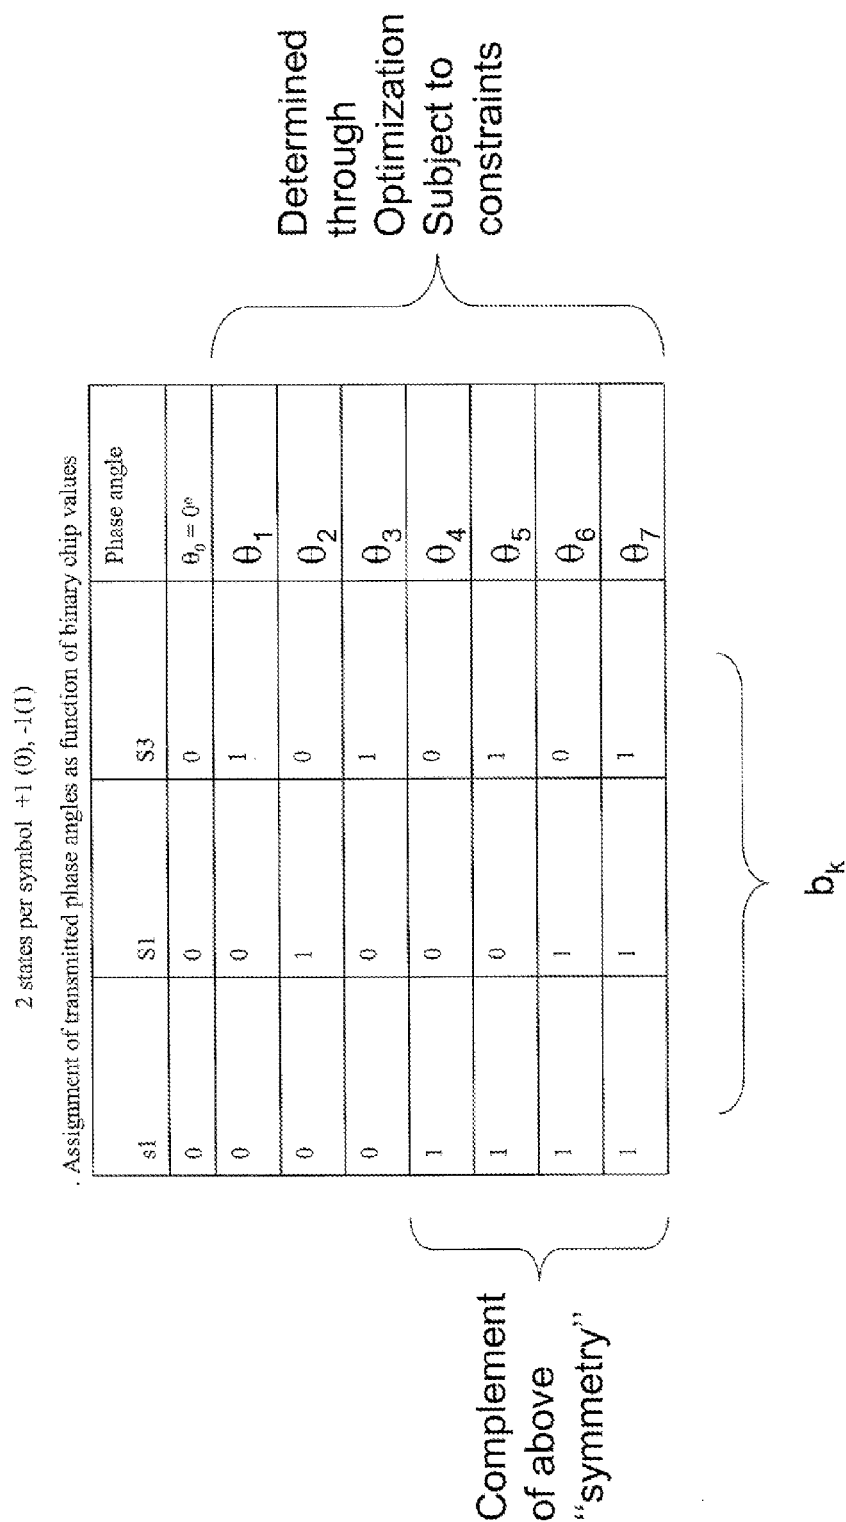 2 states per symbol +1 (0), -1(1)
. Assignment of transmitted phase angles as function of binary chip values
s1 S1 S3 Phase angle
0 0 0 θ₀ = 0º
0 0 1 θ₁
0 1 0 θ₂
0 0 1 θ₃
1 0 0 θ₄
1 0 1 θ₅
1 1 0 θ₆
1 1 1 θ₇
Determined
through
Optimization
Subject to
constraints
Complement
of above
“symmetry”
bₖ